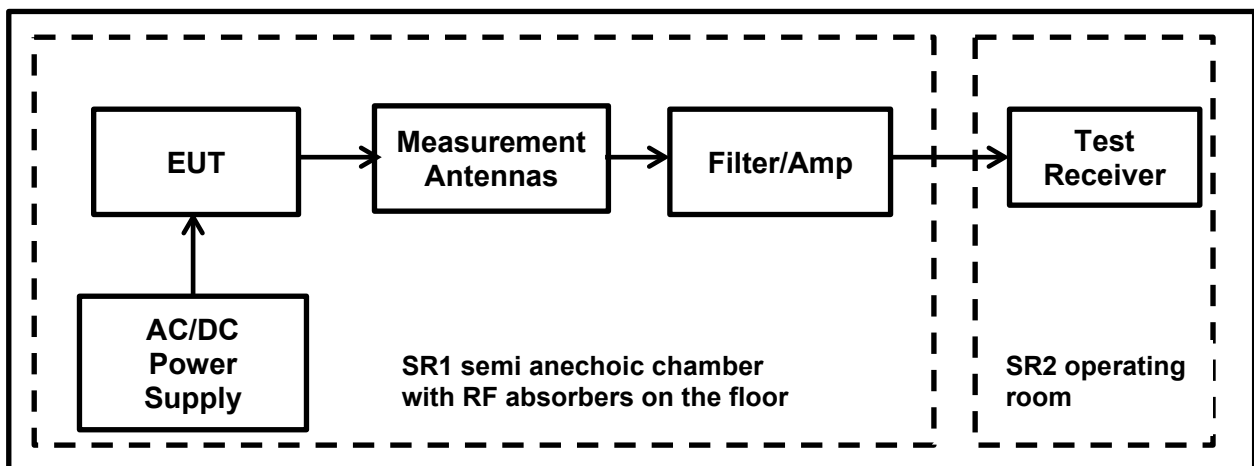 EUT
Measurement
Antennas
Filter/Amp
Test
Receiver
AC/DC
Power
Supply
SR1 semi anechoic chamber
with RF absorbers on the floor
SR2 operating
room